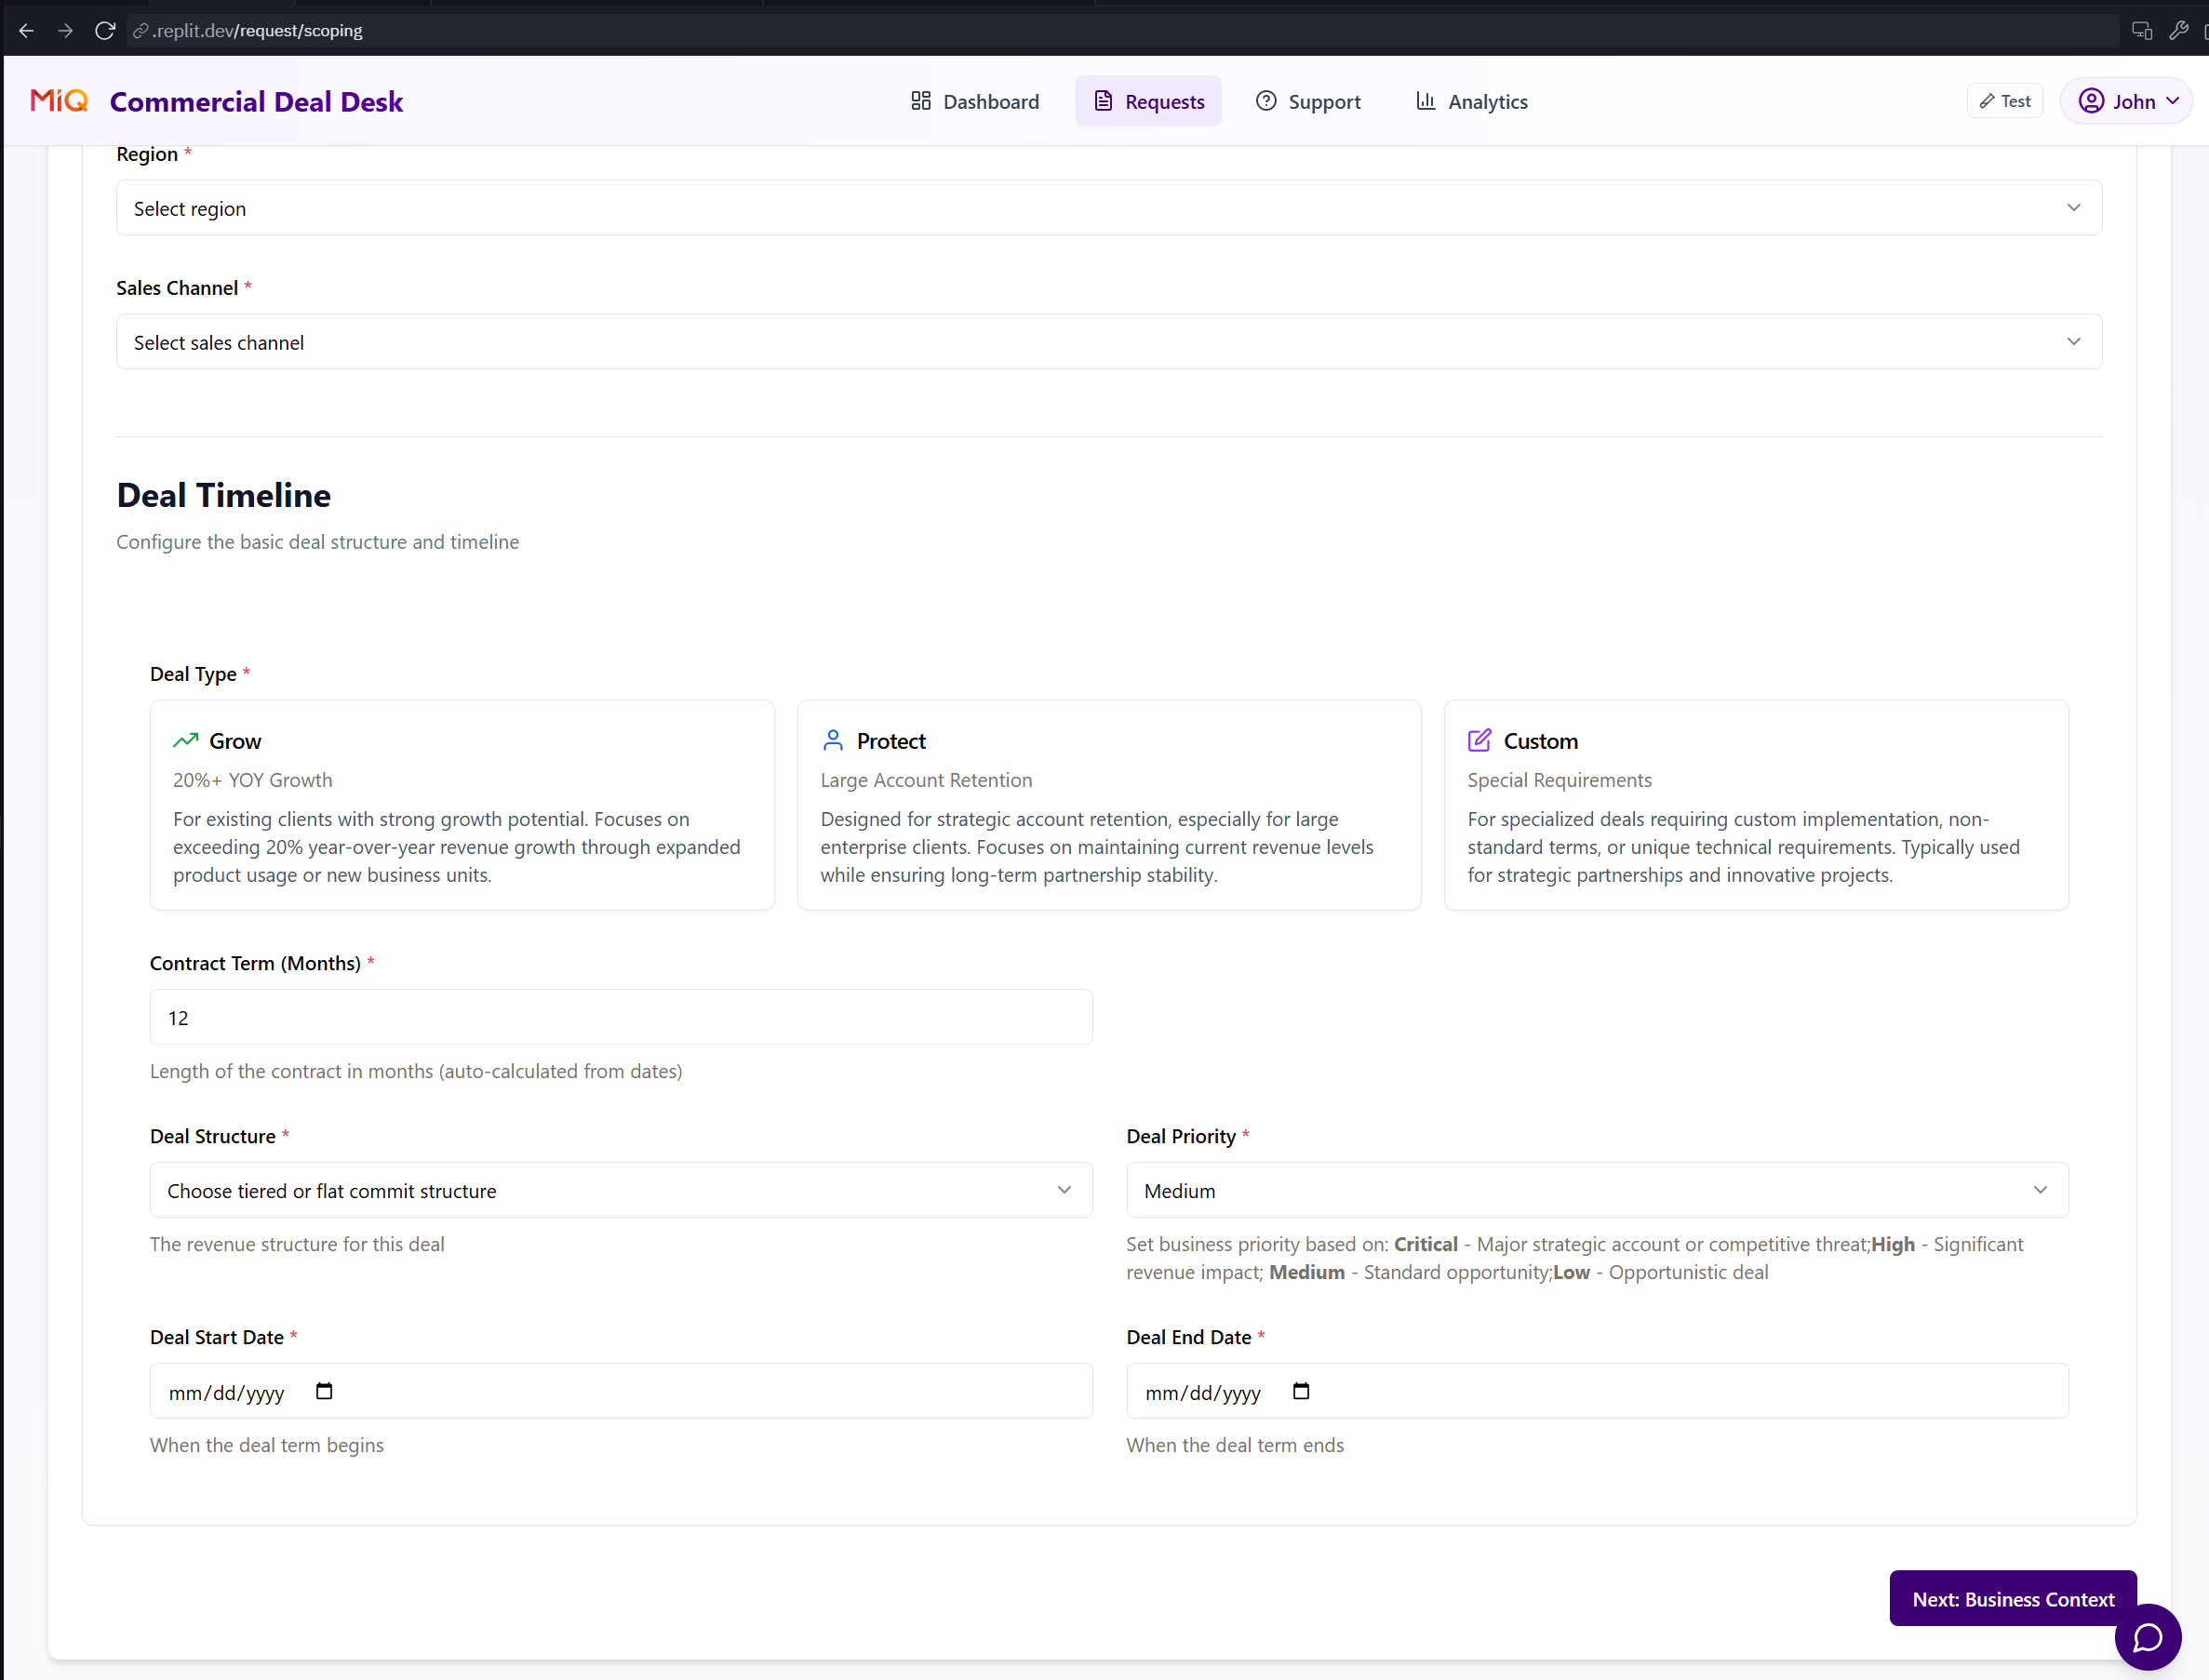 .replit.dev/request/scoping
MiQ Commercial Deal Desk
Dashboard
Requests
Support
Analytics
Test
John
Region *
Select region
Sales Channel *
Select sales channel
Deal Timeline
Configure the basic deal structure and timeline
Deal Type *
Grow
20%+ YOY Growth
For existing clients with strong growth potential. Focuses on
exceeding 20% year-over-year revenue growth through expanded
product usage or new business units.
Protect
Large Account Retention
Designed for strategic account retention, especially for large
enterprise clients. Focuses on maintaining current revenue levels
while ensuring long-term partnership stability.
Custom
Special Requirements
For specialized deals requiring custom implementation, non-
standard terms, or unique technical requirements. Typically used
for strategic partnerships and innovative projects.
Contract Term (Months) *
12
Length of the contract in months (auto-calculated from dates)
Deal Structure *
Choose tiered or flat commit structure
The revenue structure for this deal
Deal Priority *
Medium
Set business priority based on: Critical - Major strategic account or competitive threat;High - Significant
revenue impact; Medium - Standard opportunity;Low - Opportunistic deal
Deal Start Date *
mm/dd/yyyy
When the deal term begins
Deal End Date *
mm/dd/yyyy
When the deal term ends
Next: Business Context